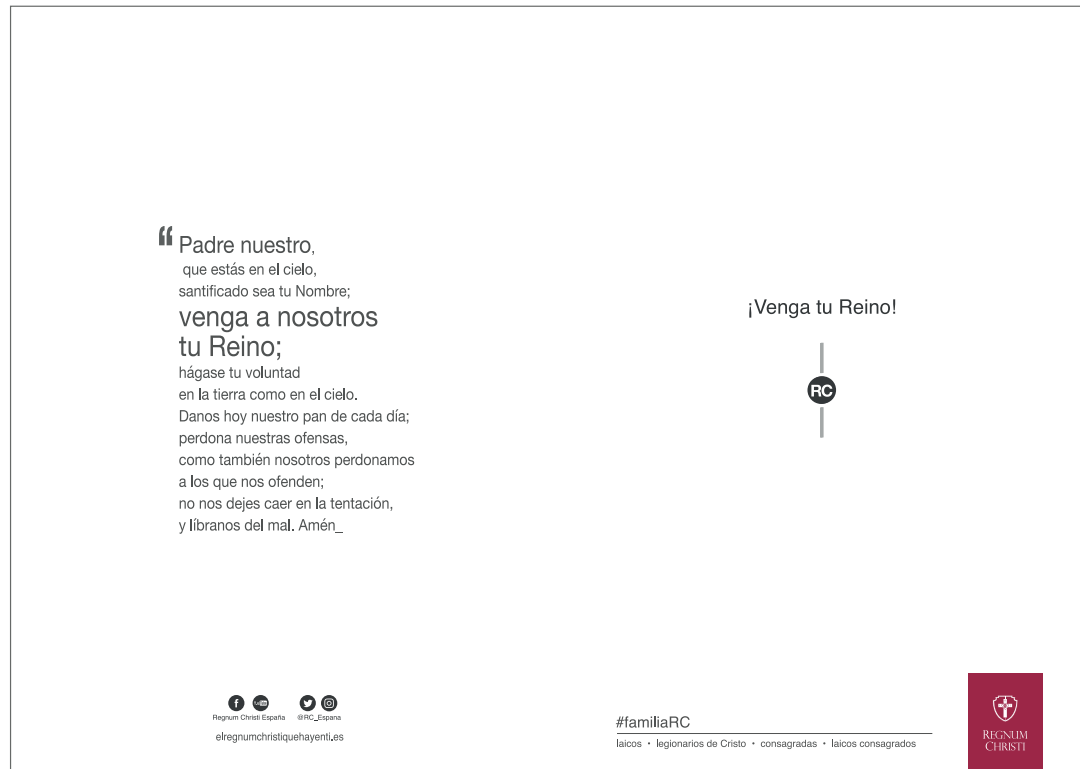 “ Padre nuestro,
que estás en el cielo,
santificado sea tu Nombre;
venga a nosotros
tu Reino;
hágase tu voluntad
en la tierra como en el cielo.
Danos hoy nuestro pan de cada día;
perdona nuestras ofensas,
como también nosotros perdonamos
a los que nos ofenden;
no nos dejes caer en la tentación,
y líbranos del mal. Amén_
Regnum Christi España @RC_Espana
elregnumchristiquehayenti.es
¡Venga tu Reino!
RC
#familiaRC
laicos • legionarios de Cristo • consagradas • laicos consagrados
REGNUM
CHRISTI